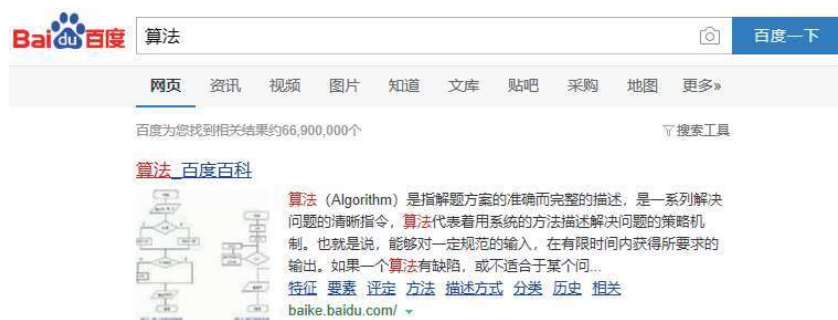 Bai du 百度 算法 百度一下
网页 资讯 视频 图片 知道 文库 贴吧 采购 地图 更多»
百度为您找到相关结果约66,900,000个 搜索工具
算法_百度百科
算法（Algorithm）是指解题方案的准确而完整的描述，是一系列解决
问题的清晰指令，算法代表着用系统的方法描述解决问题的策略机
制。也就是说，能够对一定规范的输入，在有限时间内获得所要求的
输出。如果一个算法有缺陷，或不适合于某个问...
特征 要素 评定 方法 描述方式 分类 历史 相关
baike.baidu.com/